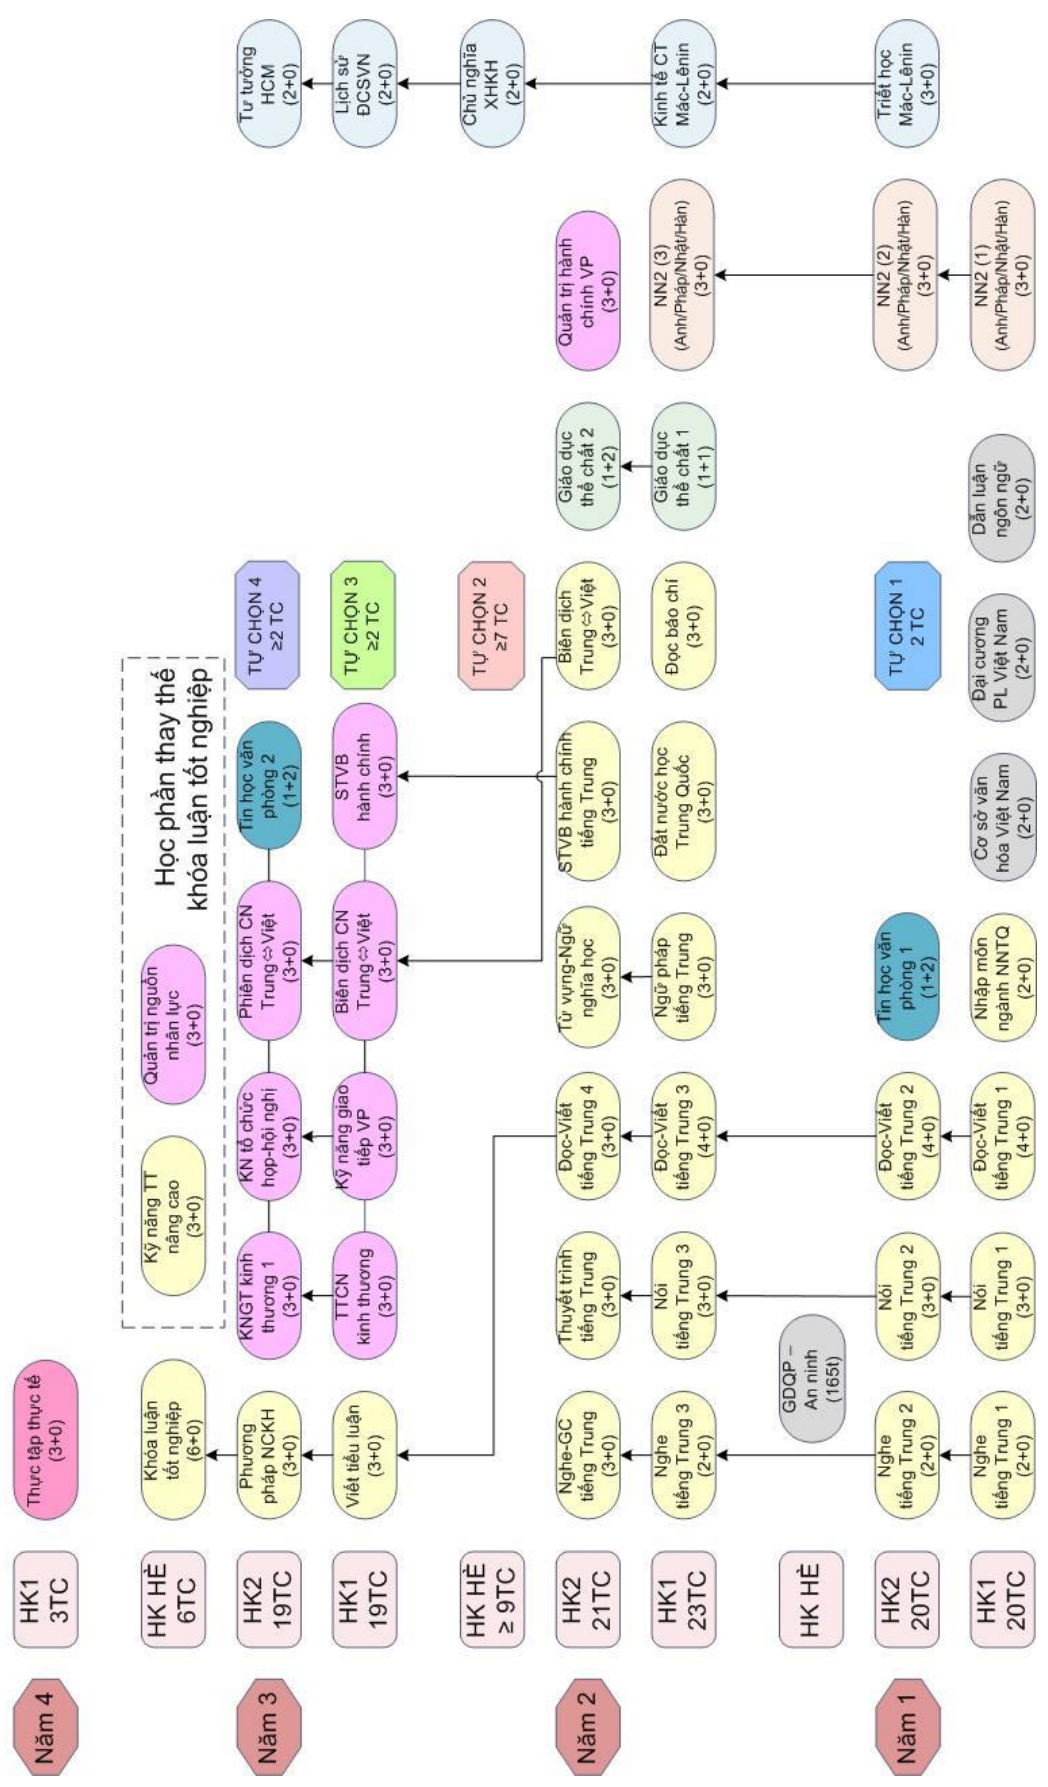 Năm 4
HK1
3TC
Thực tập thực tế
(3+0)
HK HÈ
6TC
Khóa luận
tốt nghiệp
(6+0)
Kỹ năng TT
nâng cao
(3+0)
Quản trị nguồn
nhân lực
(3+0)
Học phần thay thế
khóa luận tốt nghiệp
Năm 3
HK2
19TC
Phương
pháp NCKH
(3+0)
KNGT kinh
thương 1
(3+0)
KN tổ chức
họp-hội nghị
(3+0)
Phiên dịch CN
Trung⇔Việt
(3+0)
Tin học văn
phòng 2
(1+2)
TỰ CHỌN 4
≥2 TC
Tư tưởng
HCM
(2+0)
HK1
19TC
Viết tiểu luận
(3+0)
TTCN
kinh thương
(3+0)
Kỹ năng giao
tiếp VP
(3+0)
Biên dịch CN
Trung⇔Việt
(3+0)
STVB
hành chính
(3+0)
TỰ CHỌN 3
≥2 TC
Lịch sử
ĐCSVN
(2+0)
HK HÈ
≥ 9TC
TỰ CHỌN 2
≥7 TC
Chủ nghĩa
XHKH
(2+0)
Năm 2
HK2
21TC
Nghe-GC
tiếng Trung
(3+0)
Thuyết trình
tiếng Trung
(3+0)
Đọc-Viết
tiếng Trung 4
(3+0)
Từ vựng-Ngữ
nghĩa học
(3+0)
STVB hành chính
tiếng Trung
(3+0)
Biên dịch
Trung⇔Việt
(3+0)
Giáo dục
thể chất 2
(1+2)
Quản trị hành
chính VP
(3+0)
HK1
23TC
Nghe
tiếng Trung 3
(2+0)
Nói
tiếng Trung 3
(3+0)
Đọc-Viết
tiếng Trung 3
(4+0)
Ngữ pháp
tiếng Trung
(3+0)
Đất nước học
Trung Quốc
(3+0)
Đọc báo chí
(3+0)
Giáo dục
thể chất 1
(1+1)
NN2 (3)
(Anh/Pháp/Nhật/Hàn)
(3+0)
Kinh tế CT
Mác-Lênin
(2+0)
HK HÈ
GDQP –
An ninh
(165t)
Năm 1
HK2
20TC
Nghe
tiếng Trung 2
(2+0)
Nói
tiếng Trung 2
(3+0)
Đọc-Viết
tiếng Trung 2
(4+0)
Tin học văn
phòng 1
(1+2)
TỰ CHỌN 1
2 TC
NN2 (2)
(Anh/Pháp/Nhật/Hàn)
(3+0)
Triết học
Mác-Lênin
(3+0)
HK1
20TC
Nghe
tiếng Trung 1
(2+0)
Nói
tiếng Trung 1
(3+0)
Đọc-Viết
tiếng Trung 1
(4+0)
Nhập môn
ngành NNTQ
(2+0)
Cơ sở văn
hóa Việt Nam
(2+0)
Đại cương
PL Việt Nam
(2+0)
Dẫn luận
ngôn ngữ
(2+0)
NN2 (1)
(Anh/Pháp/Nhật/Hàn)
(3+0)